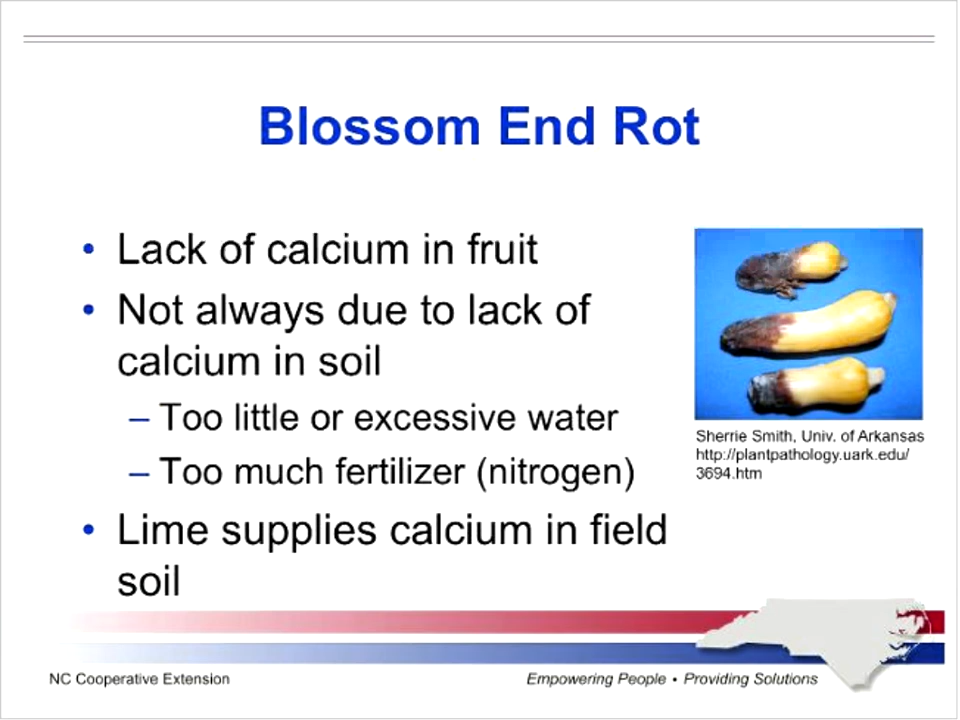 Blossom End Rot
• Lack of calcium in fruit
• Not always due to lack of
calcium in soil
– Too little or excessive water
– Too much fertilizer (nitrogen)
• Lime supplies calcium in field
soil
Sherrie Smith, Univ. of Arkansas
http://plantpathology.uark.edu/
3694.htm
NC Cooperative Extension
Empowering People • Providing Solutions